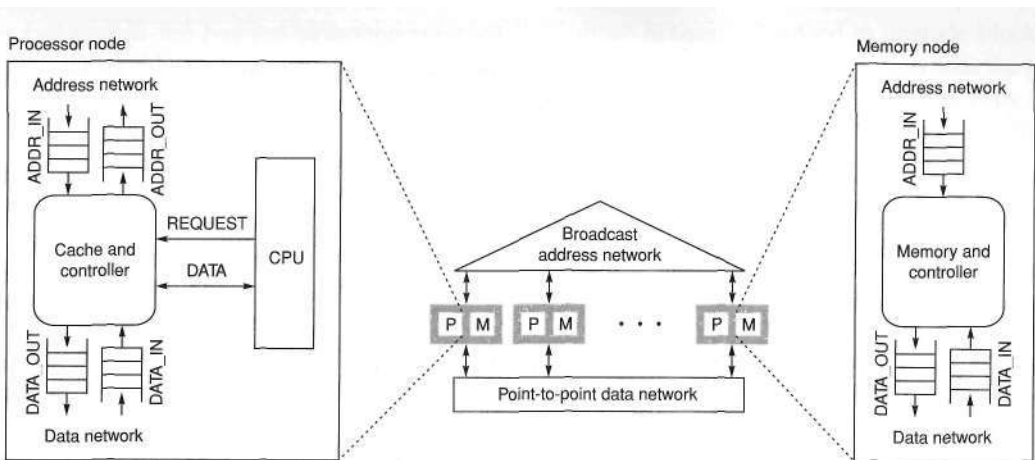 Processor node
Address network
ADDR_IN
ADDR_OUT
REQUEST
Cache and
controller
DATA
CPU
DATA_OUT
DATA_IN
Data network
Broadcast
address network
P M
P M
• • •
P M
Point-to-point data network
Memory node
Address network
ADDR_IN
Memory and
controller
DATA_OUT
DATA_IN
Data network